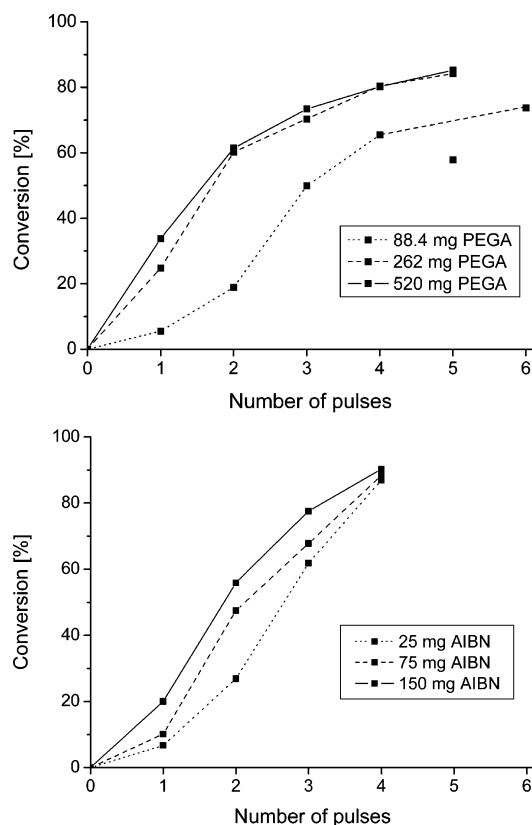 100
80
60
40
20
0
Conversion [%]
88.4 mg PEGA
262 mg PEGA
520 mg PEGA
0 1 2 3 4 5 6
Number of pulses
100
80
60
40
20
0
Conversion [%]
25 mg AIBN
75 mg AIBN
150 mg AIBN
0 1 2 3 4 5 6
Number of pulses